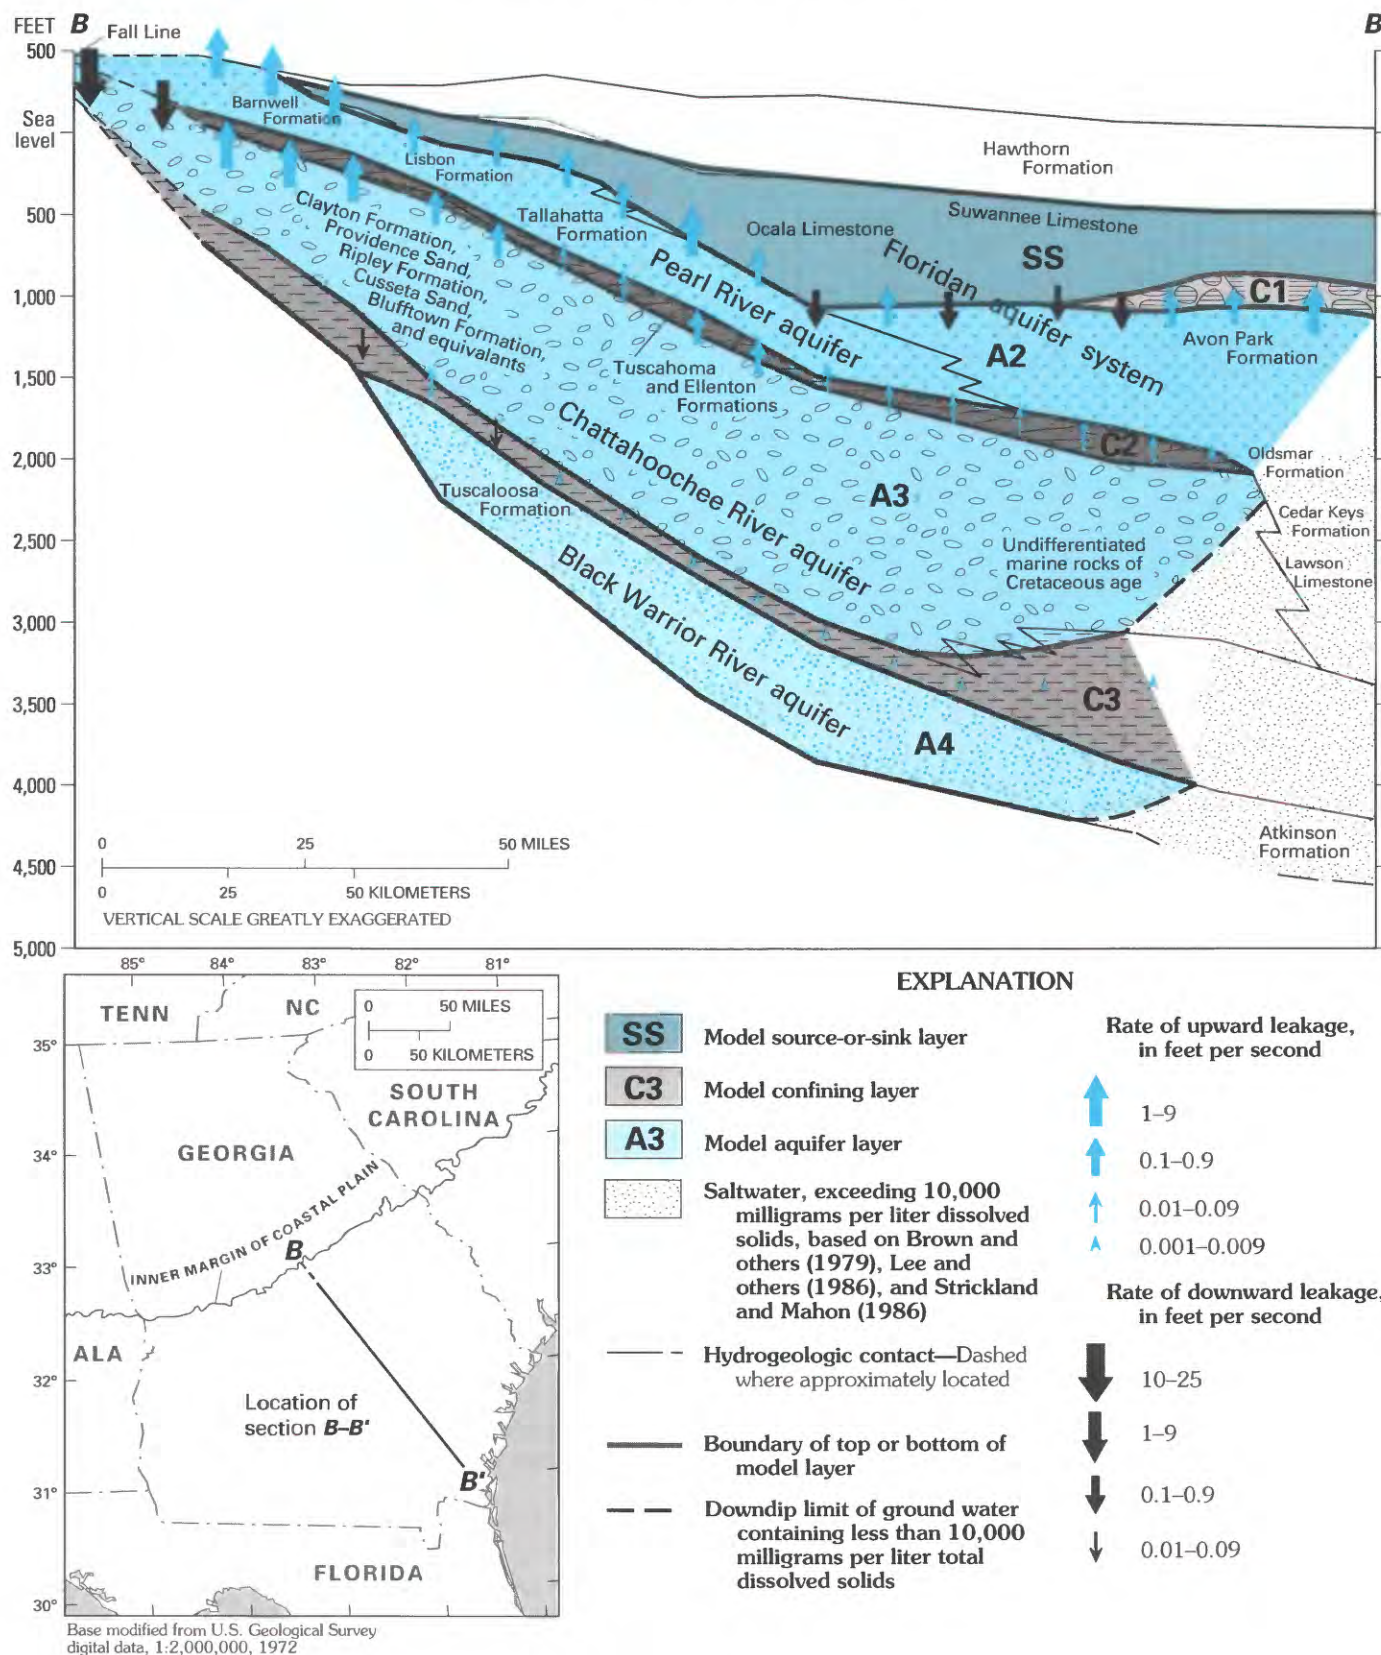 FEET
B
Fall Line
B
500
Sea
level
500
1,000
1,500
2,000
2,500
3,000
3,500
4,000
4,500
5,000
Barnwell
Formation
Lisbon
Formation
Hawthorn
Formation
Clayton Formation,
Providence Sand,
Ripley Formation,
Cusseta Sand,
Blufftown Formation,
and equivalants
Tallahatta
Formation
Ocala Limestone
Suwannee Limestone
SS
Floridan aquifer system
Pearl River aquifer
C1
A2
Avon Park
Formation
Tuscahoma
and Ellenton
Formations
C2
Oldsmar
Formation
Chattahoochee River aquifer
A3
Cedar Keys
Formation
Tuscaloosa
Formation
Undifferentiated
marine rocks of
Cretaceous age
Lawson
Limestone
Black Warrior River aquifer
C3
A4
Atkinson
Formation
0 25 50 MILES
0 25 50 KILOMETERS
VERTICAL SCALE GREATLY EXAGGERATED
85° 84° 83° 82° 81°
35°
34°
33°
32°
31°
30°
TENN
NC
0 50 MILES
0 50 KILOMETERS
SOUTH
CAROLINA
GEORGIA
INNER MARGIN OF COASTAL PLAIN
B
ALA
Location of
section B–B'
B'
FLORIDA
Base modified from U.S. Geological Survey
digital data, 1:2,000,000, 1972
EXPLANATION
SS Model source-or-sink layer
C3 Model confining layer
A3 Model aquifer layer
Saltwater, exceeding 10,000
milligrams per liter dissolved
solids, based on Brown and
others (1979), Lee and
others (1986), and Strickland
and Mahon (1986)
Hydrogeologic contact—Dashed
where approximately located
Boundary of top or bottom of
model layer
Downdip limit of ground water
containing less than 10,000
milligrams per liter total
dissolved solids
Rate of upward leakage,
in feet per second
1–9
0.1–0.9
0.01–0.09
0.001–0.009
Rate of downward leakage,
in feet per second
10–25
1–9
0.1–0.9
0.01–0.09